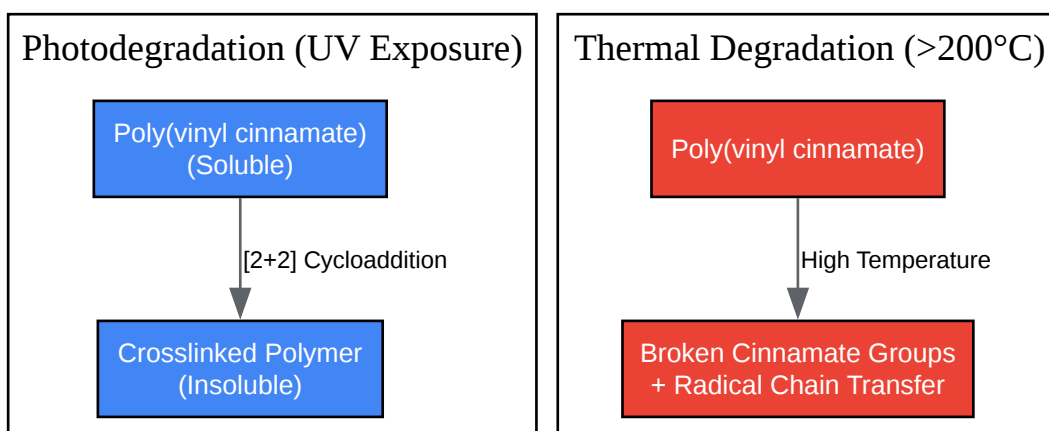 Photodegradation (UV Exposure)
Poly(vinyl cinnamate)
(Soluble)
[2+2] Cycloaddition
Crosslinked Polymer
(Insoluble)
Thermal Degradation (>200°C)
Poly(vinyl cinnamate)
High Temperature
Broken Cinnamate Groups
+ Radical Chain Transfer